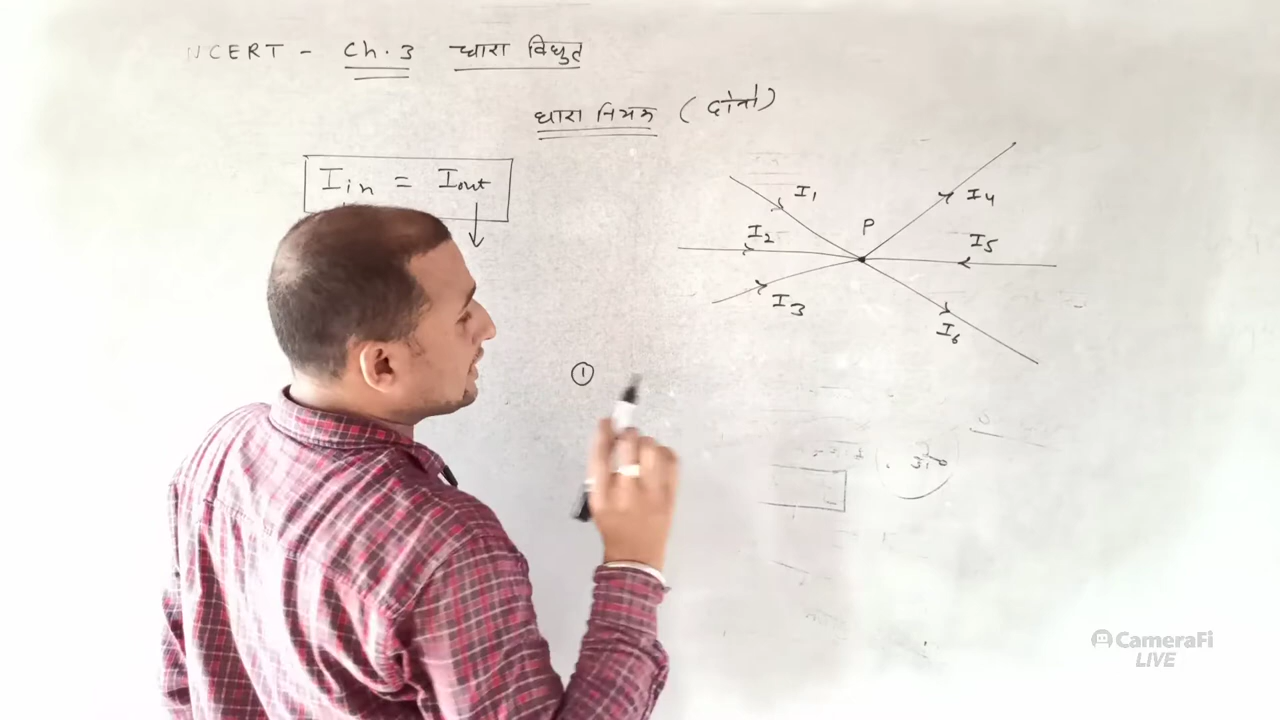 NCERT - Ch. 3 धारा विधुत
धारा नियम (दोनों)
Iin = Iout
I1
I4
P
I2
I5
I3
I6
1
CameraFi
LIVE